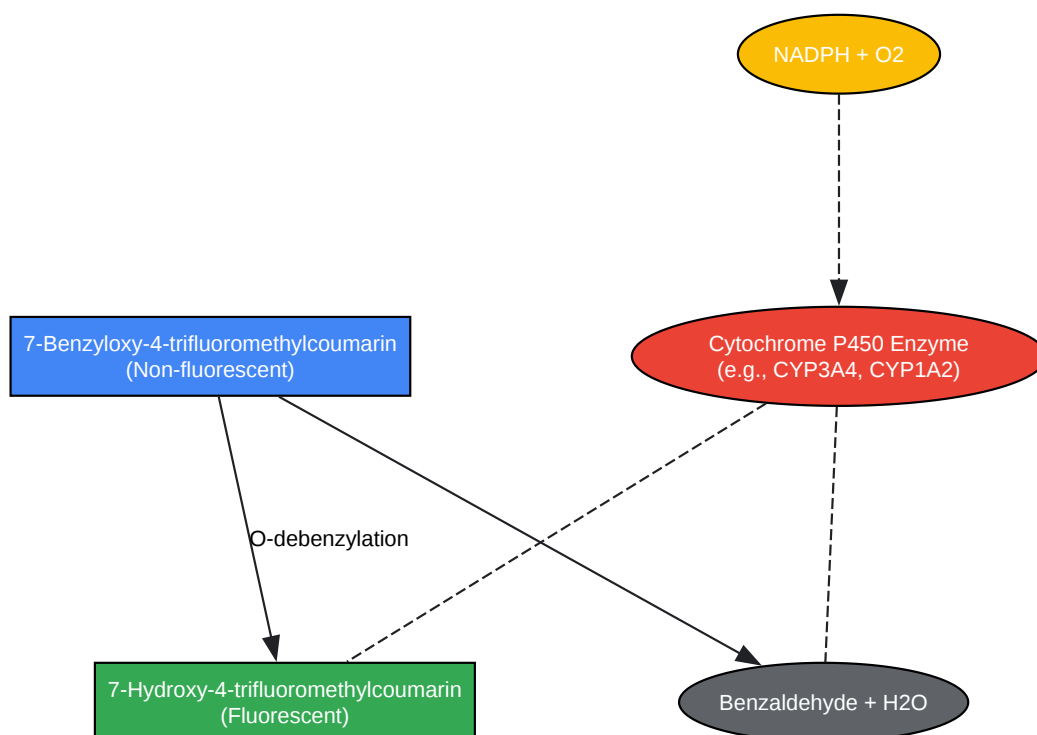 NADPH + O2
7-Benzyloxy-4-trifluoromethylcoumarin
(Non-fluorescent)
Cytochrome P450 Enzyme
(e.g., CYP3A4, CYP1A2)
O-debenzylation
7-Hydroxy-4-trifluoromethylcoumarin
(Fluorescent)
Benzaldehyde + H2O